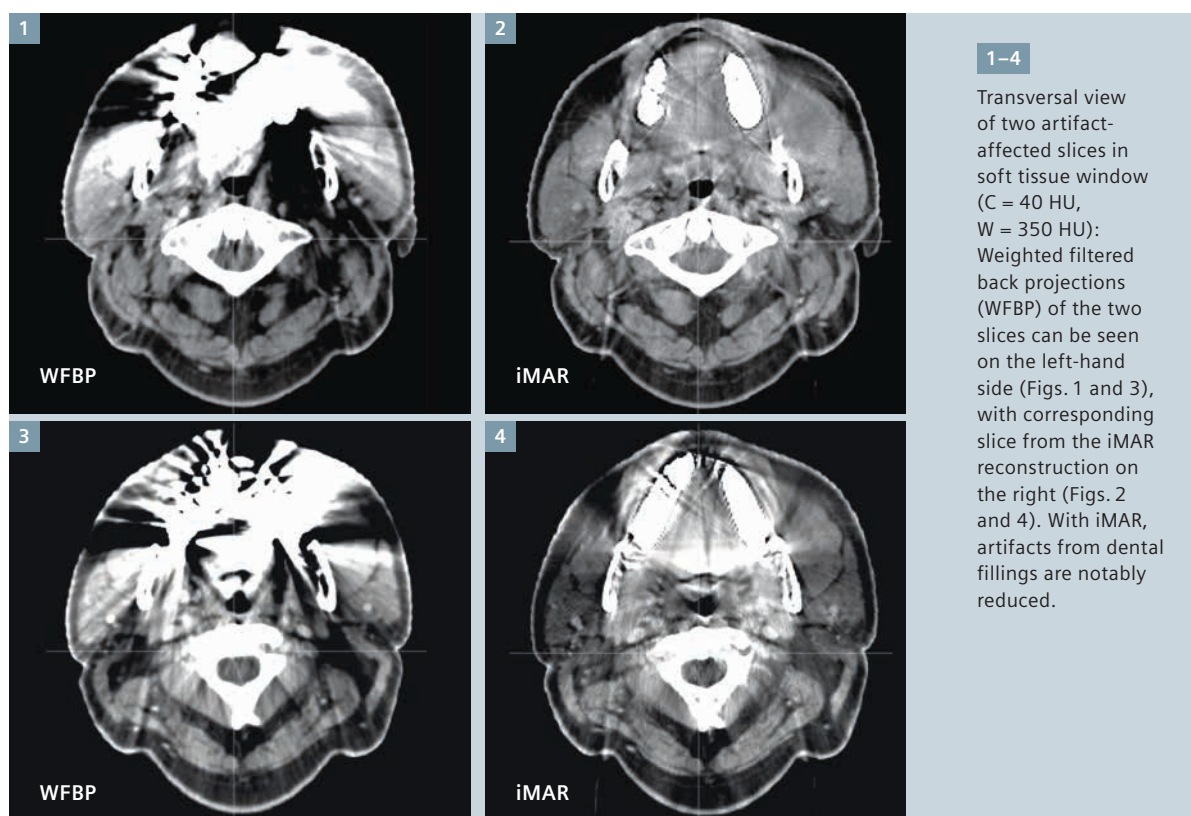 1
WFBP
2
iMAR
3
WFBP
4
iMAR
1–4
Transversal view
of two artifact-
affected slices in
soft tissue window
(C = 40 HU,
W = 350 HU):
Weighted filtered
back projections
(WFBP) of the two
slices can be seen
on the left-hand
side (Figs. 1 and 3),
with corresponding
slice from the iMAR
reconstruction on
the right (Figs. 2
and 4). With iMAR,
artifacts from dental
fillings are notably
reduced.